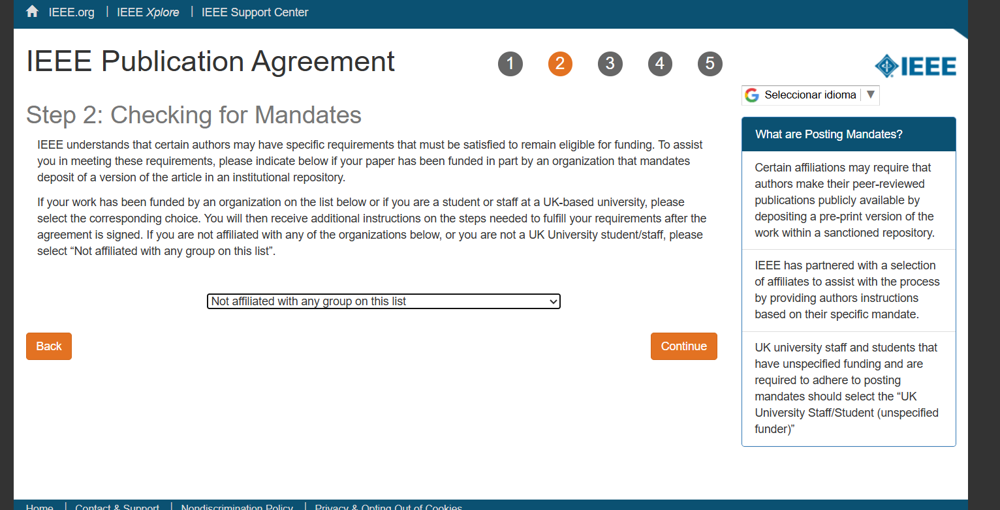 IEEE.org | IEEE Xplore | IEEE Support Center
IEEE Publication Agreement
1 2 3 4 5
IEEE
Seleccionar idioma ▼
Step 2: Checking for Mandates
IEEE understands that certain authors may have specific requirements that must be satisfied to remain eligible for funding. To assist
you in meeting these requirements, please indicate below if your paper has been funded in part by an organization that mandates
deposit of a version of the article in an institutional repository.
If your work has been funded by an organization on the list below or if you are a student or staff at a UK-based university, please
select the corresponding choice. You will then receive additional instructions on the steps needed to fulfill your requirements after the
agreement is signed. If you are not affiliated with any of the organizations below, or you are not a UK University student/staff, please
select “Not affiliated with any group on this list”.
Not affiliated with any group on this list
Back
Continue
What are Posting Mandates?
Certain affiliations may require that
authors make their peer-reviewed
publications publicly available by
depositing a pre-print version of the
work within a sanctioned repository.
IEEE has partnered with a selection
of affiliates to assist with the process
by providing authors instructions
based on their specific mandate.
UK university staff and students that
have unspecified funding and are
required to adhere to posting
mandates should select the “UK
University Staff/Student (unspecified
funder)”
Home | Contact & Support | Nondiscrimination Policy | Privacy & Opting Out of Cookies